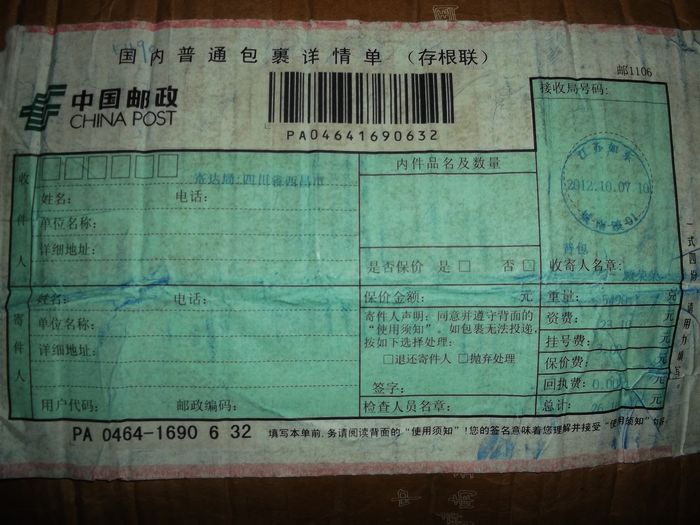 国内普通包裹详情单 (存根联)
邮1106
中国邮政
CHINA POST
PA04641690632
接收局号码:
收件人
寄达局:四川省西昌市
姓名: 电话:
单位名称:
详细地址:
内件品名及数量
是否保价 是 □ 否 □
江苏如东
2012.10.07 10
收寄人名章:
寄件人
姓名: 电话:
单位名称:
详细地址:
用户代码: 邮政编码:
保价金额: 元
寄件人声明: 同意并遵守背面的
“使用须知”. 如包裹无法投递,
按如下选择处理:
□退还寄件人 □抛弃处理
签字:
检查人员名章:
重量: 克
资费: 元
挂号费: 元
保价费: 元
回执费: 0.00 元
总计: 元
一式四份
PA 0464-1690 6 32
填写本单前,务请阅读背面的“使用须知”!您的签名意味着您理解并接受“使用须知”内容